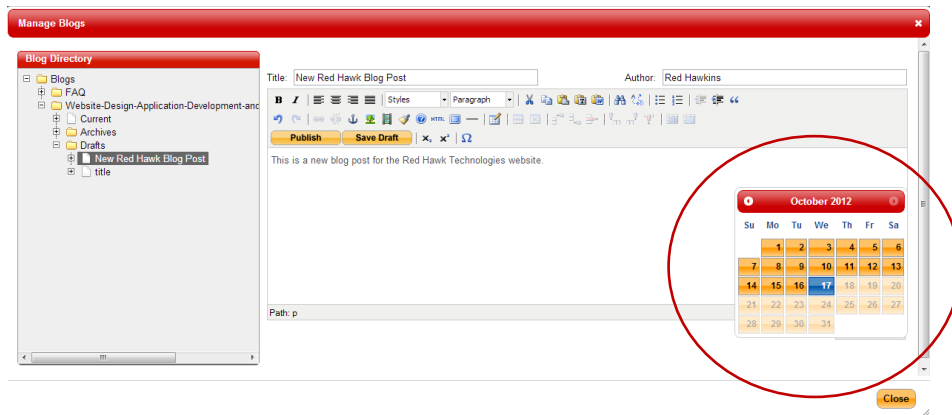 Manage Blogs
Blog Directory
Blogs
FAQ
Website-Design-Application-Development-and
Current
Archives
Drafts
New Red Hawk Blog Post
title
Title: New Red Hawk Blog Post Author: Red Hawkins
B I Styles Paragraph
HTML
Publish Save Draft x₂ x² Ω
This is a new blog post for the Red Hawk Technologies website.
Path: p
October 2012
Su Mo Tu We Th Fr Sa
1 2 3 4 5 6
7 8 9 10 11 12 13
14 15 16 17 18 19 20
21 22 23 24 25 26 27
28 29 30 31
Close